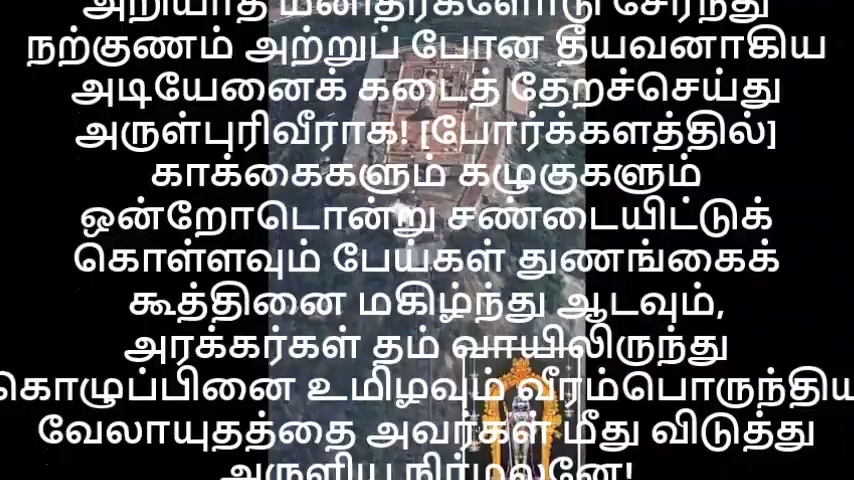 அறியாத மனிதர்களோடு சேர்ந்து
நற்குணம் அற்றுப் போன தீயவனாகிய
அடியேனைக் கடைத் தேறச்செய்து
அருள்புரிவீராக! [போர்க்களத்தில்]
காக்கைகளும் கழுகுகளும்
ஒன்றோடொன்று சண்டையிட்டுக்
கொள்ளவும் பேய்கள் துணங்கைக்
கூத்தினை மகிழ்ந்து ஆடவும்,
அரக்கர்கள் தம் வாயிலிருந்து
கொழுப்பினை உமிழவும் வீரம்பொருந்திய
வேலாயுதத்தை அவர்கள் மீது விடுத்து
அருளிய நிர்மலனே!